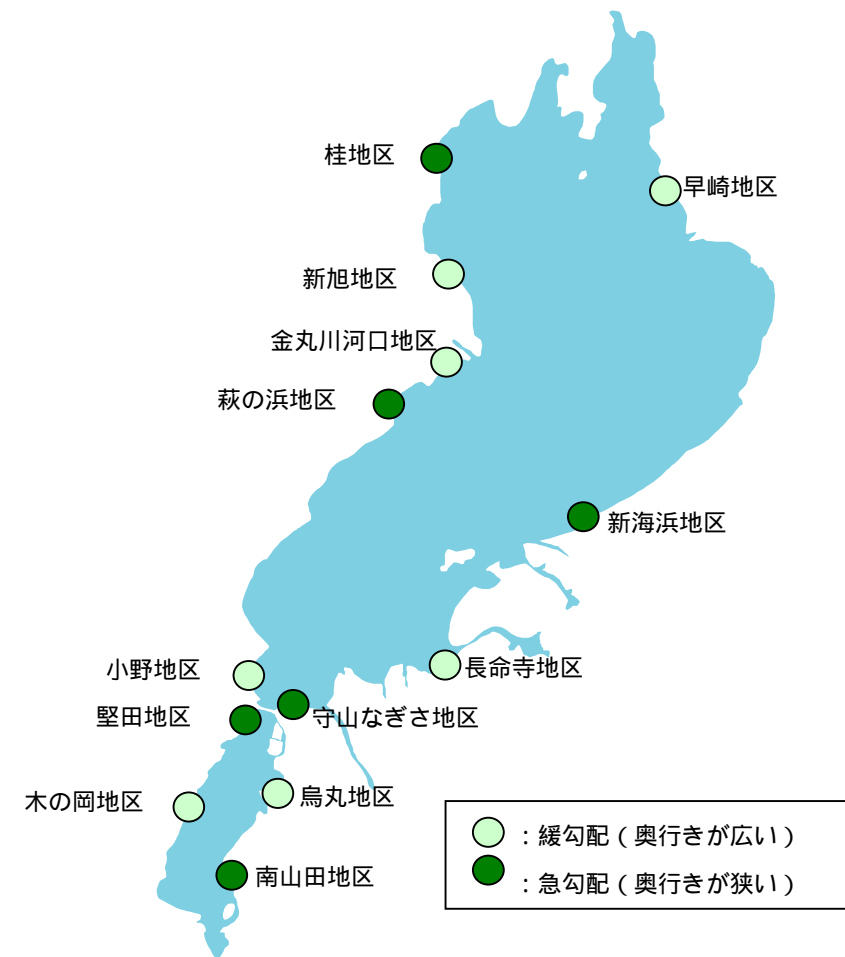 桂地区
早崎地区
新旭地区
金丸川河口地区
萩の浜地区
新海浜地区
小野地区
長命寺地区
堅田地区
守山なぎさ地区
木の岡地区
烏丸地区
南山田地区
：緩勾配（奥行きが広い）
：急勾配（奥行きが狭い）